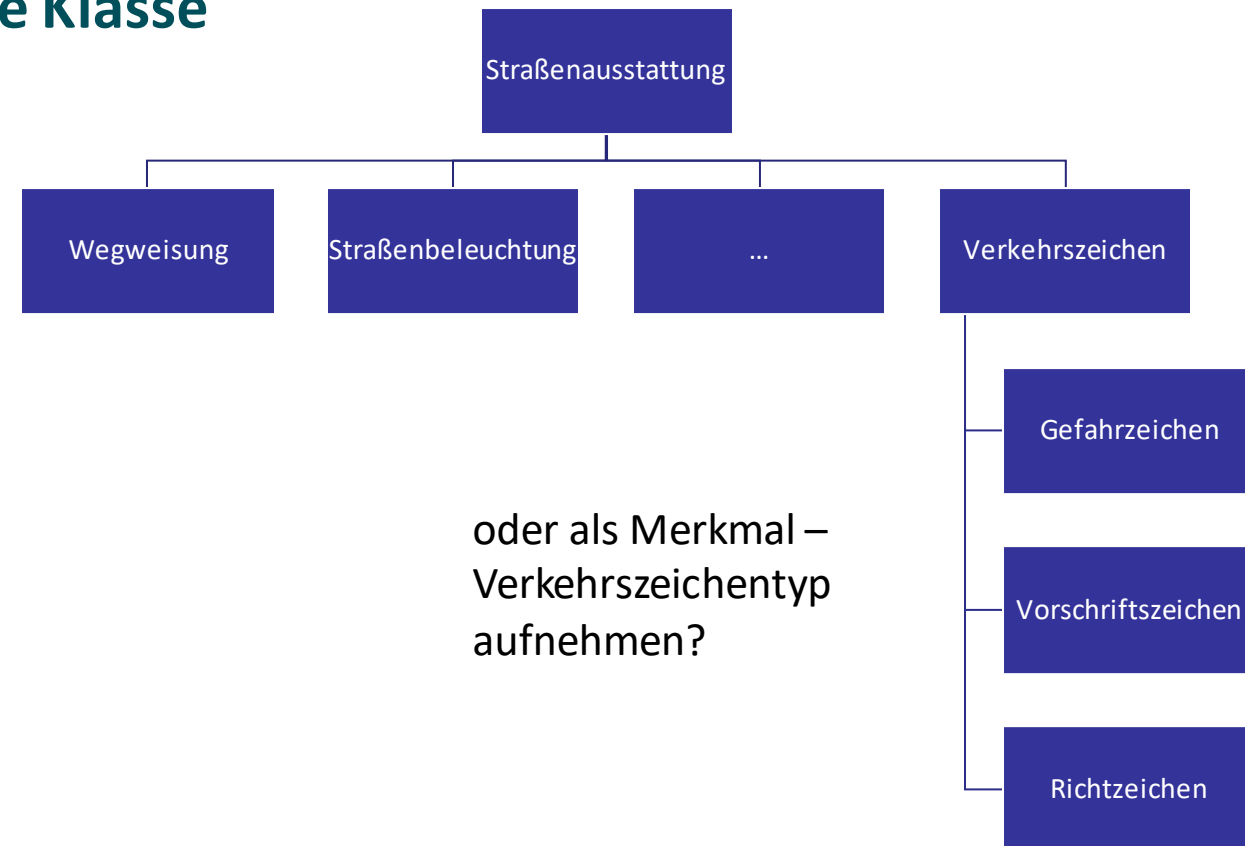 e Klasse
Straßenausstattung
Wegweisung
Straßenbeleuchtung
...
Verkehrszeichen
Gefahrzeichen
oder als Merkmal –
Verkehrszeichentyp
aufnehmen?
Vorschriftszeichen
Richtzeichen